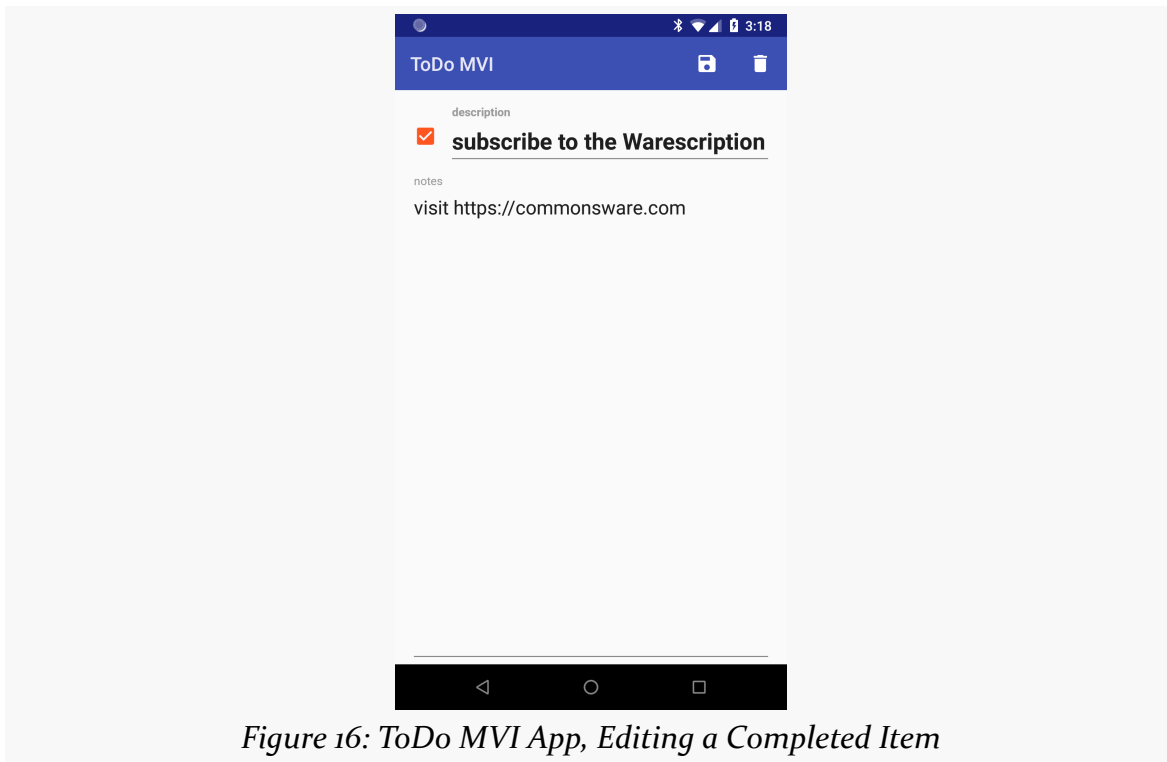 3:18
ToDo MVI
description
subscribe to the Warescription
notes
visit https://commonsware.com
Figure 16: ToDo MVI App, Editing a Completed Item